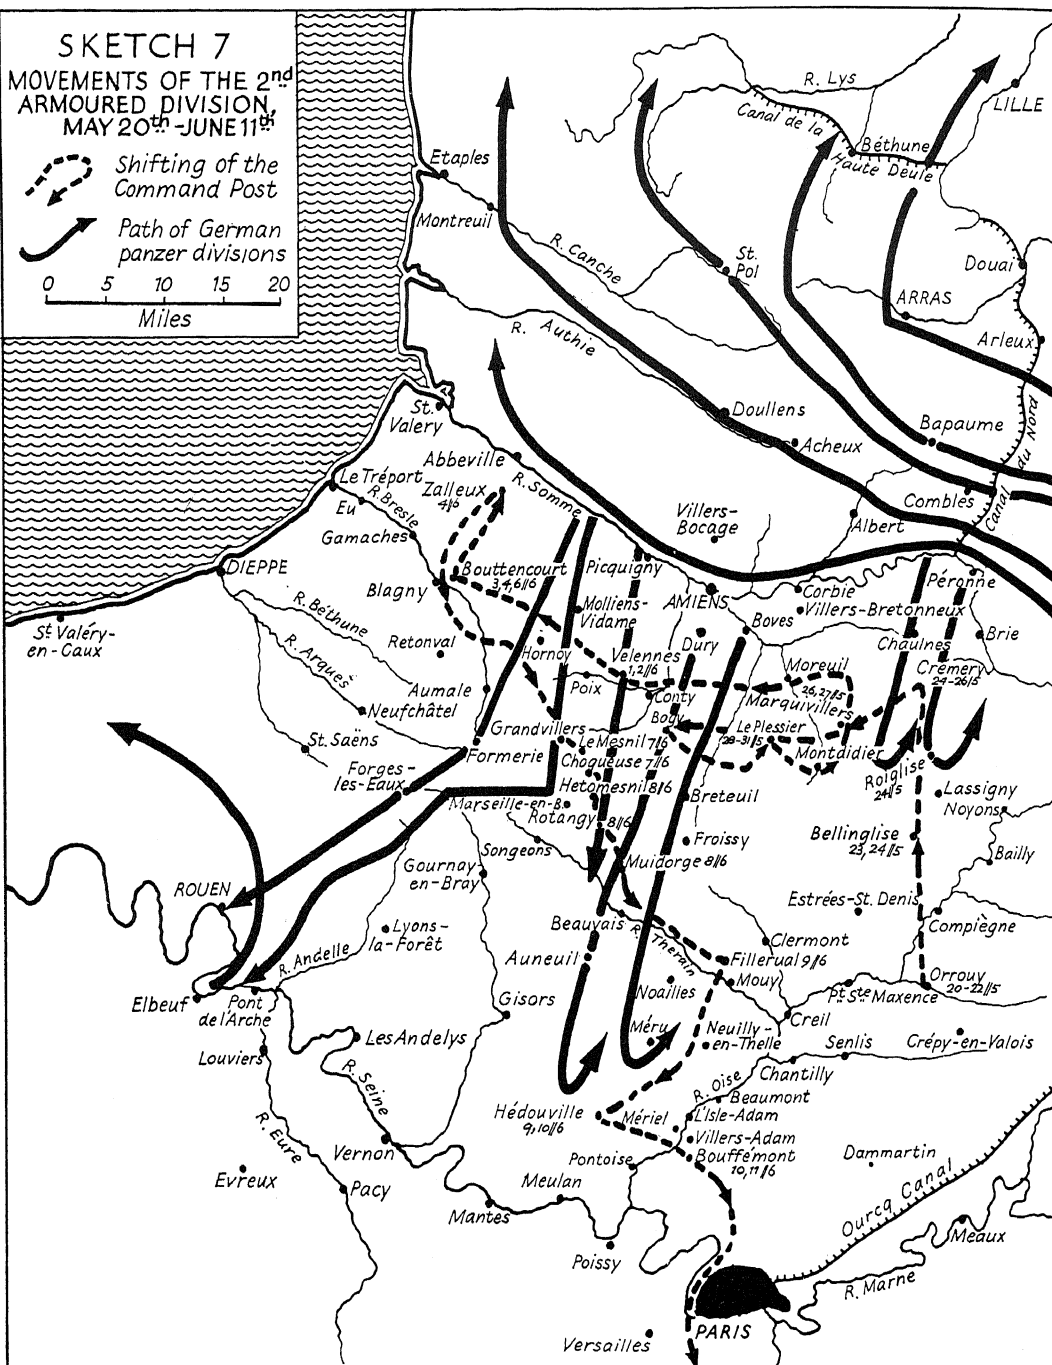 SKETCH 7
MOVEMENTS OF THE 2nd
ARMOURED DIVISION,
MAY 20th-JUNE 11th
Shifting of the
Command Post
Path of German
panzer divisions
0 5 10 15 20
Miles
R. Lys
LILLE
Canal de la
Haute Deule
Béthune
Etaples
Montreuil
R. Canche
St.
Pol
Douai
ARRAS
Arleux
R. Authie
Doullens
Acheux
Bapaume
Canal du Nord
St.
Valery
Abbeville
Le Tréport
Eu
R. Bresle
Zalleux
4/6
R. Somme
Gamaches
Villers-
Bocage
Albert
Combles
DIEPPE
Blagny
Bouttencourt
3,4,6/6
Picquigny
AMIENS
Corbie
Villers-Bretonneux
Péronne
St Valéry-
en-Caux
R. Béthune
R. Arques
Retonval
Molliens-
Vidame
Hornoy
Velennes
1,2/6
Dury
Boves
Chaulnes
Brie
Cremery
24-26/5
Moreuil
26,27/5
Marquivillers
Aumale
Neufchâtel
Poix
Conty
Bogy
Le Plessier
28-31/5
Montdidier
St. Saëns
Grandvillers
Formerie
Le Mesnil 7/6
Choqueuse 7/6
Hetomesnil 8/6
Roiglise
24/5
Forges-
les-Eaux
Marseille-en-B.
Rotangy
8/6
Breteuil
Lassigny
Noyons
Songeons
Froissy
Bellinglise
23,24/5
Bailly
Gournay-
en-Bray
Muidorge 8/6
ROUEN
Estrées-St. Denis
Compiègne
Lyons-
la-Forêt
Beauvais
R. Therain
Clermont
Auneuil
R. Andelle
Fillerual 9/6
Mouy
Orrouy
20-22/5
Elbeuf
Pont
de l'Arche
Gisors
Noailles
Pt Ste Maxence
Creil
Louviers
Les Andelys
Méru
Neuilly-
en-Thelle
Senlis
Crépy-en-Valois
Chantilly
R. Seine
R. Oise
Beaumont
Hédouville
9,10/6
Mériel
L'Isle-Adam
R. Eure
Vernon
Villers-Adam
Bouffémont
10,11/6
Dammartin
Pontoise
Evreux
Pacy
Meulan
Mantes
Ourcq Canal
Meaux
Poissy
R. Marne
PARIS
Versailles